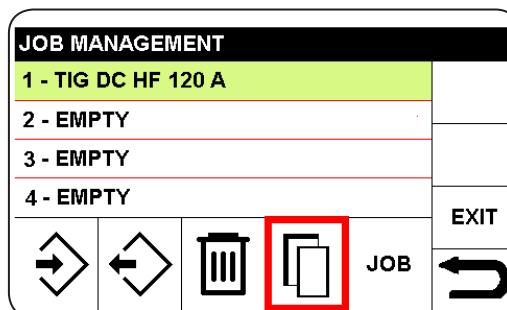 JOB MANAGEMENT
1 - TIG DC HF 120 A
2 - EMPTY
3 - EMPTY
4 - EMPTY
EXIT
JOB